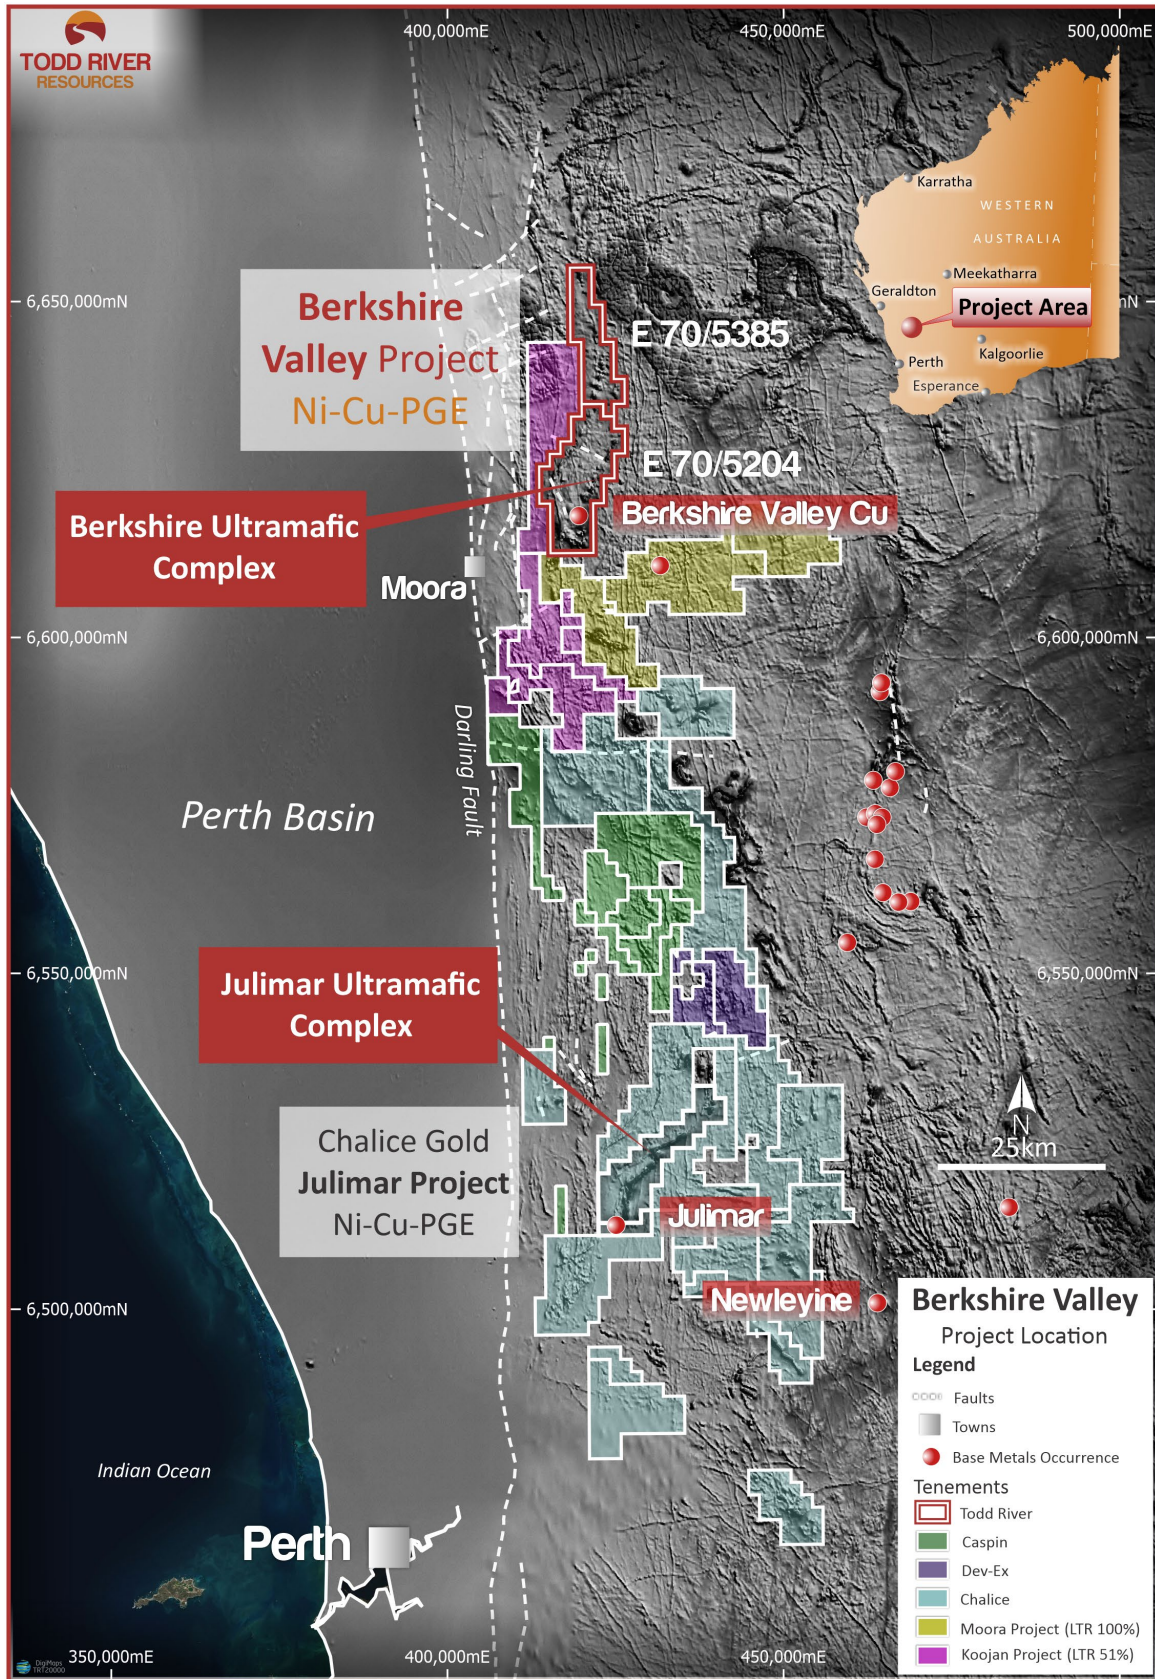 TODD RIVER
RESOURCES
400,000mE
450,000mE
500,000mE
Karratha
WESTERN
AUSTRALIA
Meekatharra
Geraldton
Project Area
Perth
Kalgoorlie
Esperance
6,650,000mN
mN
Berkshire
Valley Project
Ni-Cu-PGE
E 70/5385
E 70/5204
Berkshire Valley Cu
Berkshire Ultramafic
Complex
Moora
6,600,000mN
6,600,000mN
Darling Fault
Perth Basin
6,550,000mN
6,550,000mN
Julimar Ultramafic
Complex
Chalice Gold
Julimar Project
Ni-Cu-PGE
N
25km
Julimar
Newleyine
6,500,000mN
Berkshire Valley
Project Location
Legend
Faults
Towns
Base Metals Occurrence
Tenements
Todd River
Caspin
Dev-Ex
Chalice
Moora Project (LTR 100%)
Koojan Project (LTR 51%)
Indian Ocean
Perth
DigiMaps
TRT20000
350,000mE
400,000mE
450,000mE